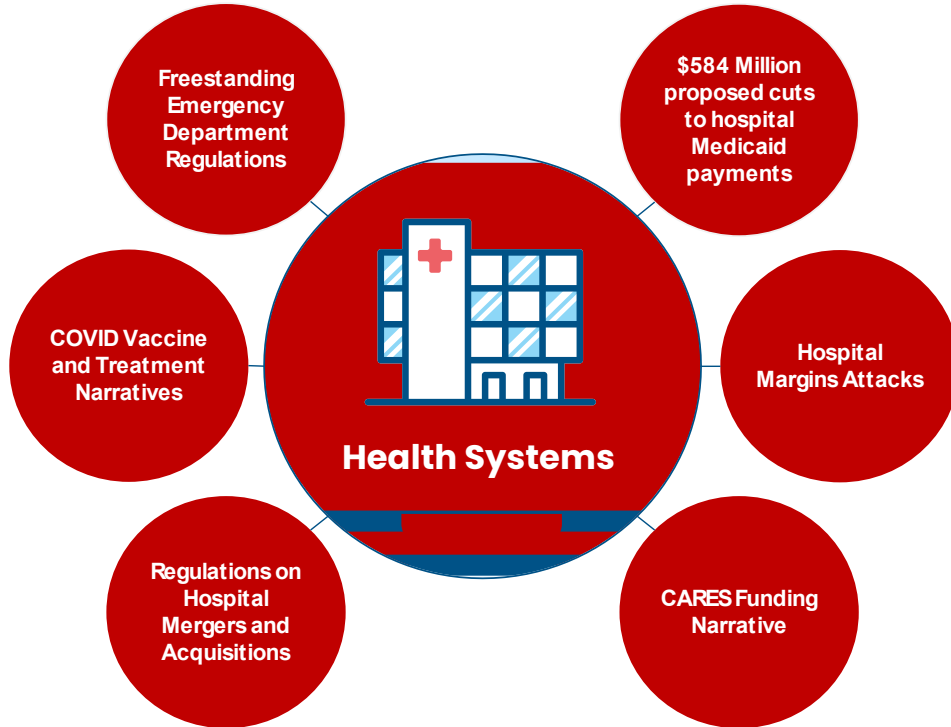 Freestanding
Emergency
Department
Regulations
$584 Million
proposed cuts
to hospital
Medicaid
payments
COVID Vaccine
and Treatment
Narratives
Health Systems
Hospital
Margins Attacks
Regulations on
Hospital
Mergers and
Acquisitions
CARES Funding
Narrative